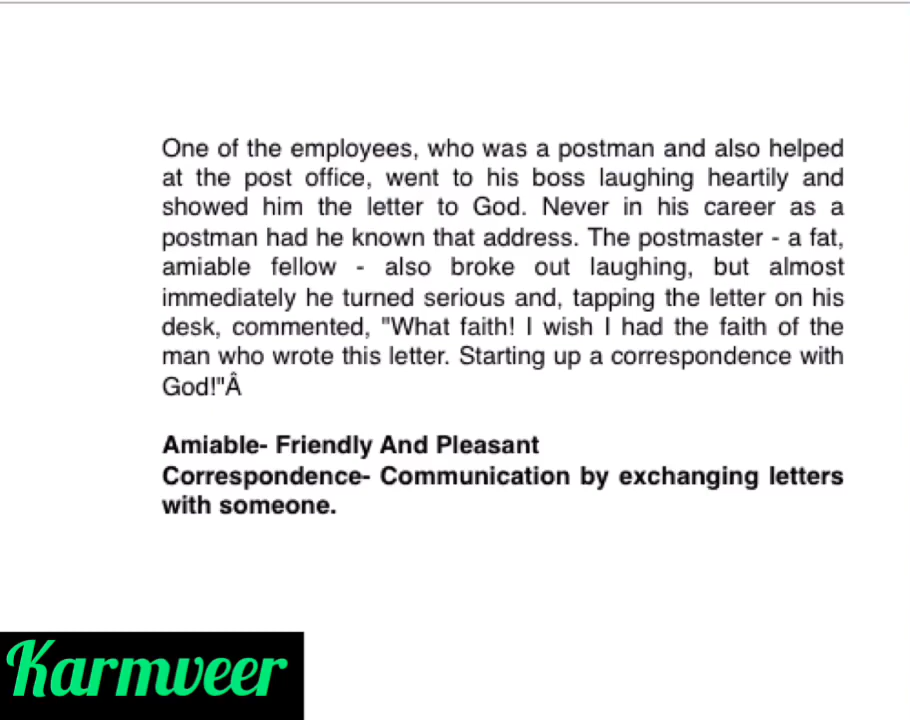 One of the employees, who was a postman and also helped
at the post office, went to his boss laughing heartily and
showed him the letter to God. Never in his career as a
postman had he known that address. The postmaster - a fat,
amiable fellow - also broke out laughing, but almost
immediately he turned serious and, tapping the letter on his
desk, commented, "What faith! I wish I had the faith of the
man who wrote this letter. Starting up a correspondence with
God!"Â
Amiable- Friendly And Pleasant
Correspondence- Communication by exchanging letters
with someone.
Karmveer